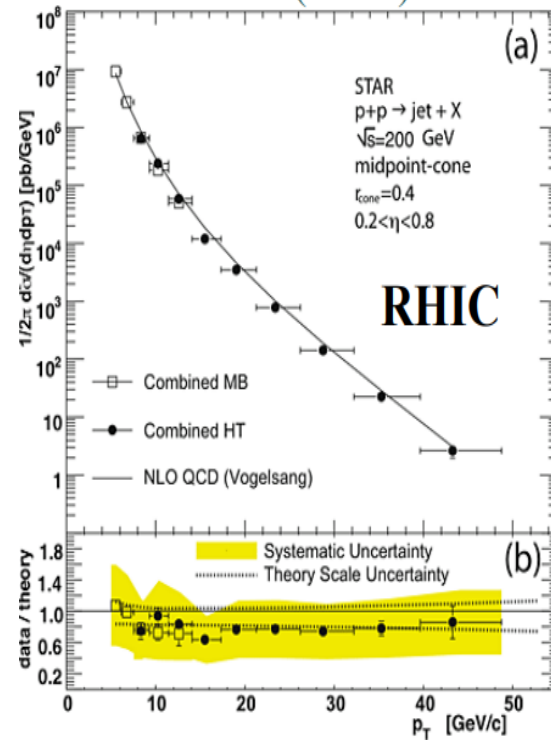 10⁸
10⁷
10⁶
10⁵
10⁴
10³
10²
10
1
1/2π dσ/(dηdpT) [pb/GeV]
(a)
STAR
p+p → jet + X
√s=200 GeV
midpoint-cone
r_cone=0.4
0.2<η<0.8
RHIC
Combined MB
Combined HT
NLO QCD (Vogelsang)
(b)
Systematic Uncertainty
Theory Scale Uncertainty
data / theory
1.8
1.4
1.0
0.6
0.2
0 10 20 30 40 50
p_T [GeV/c]